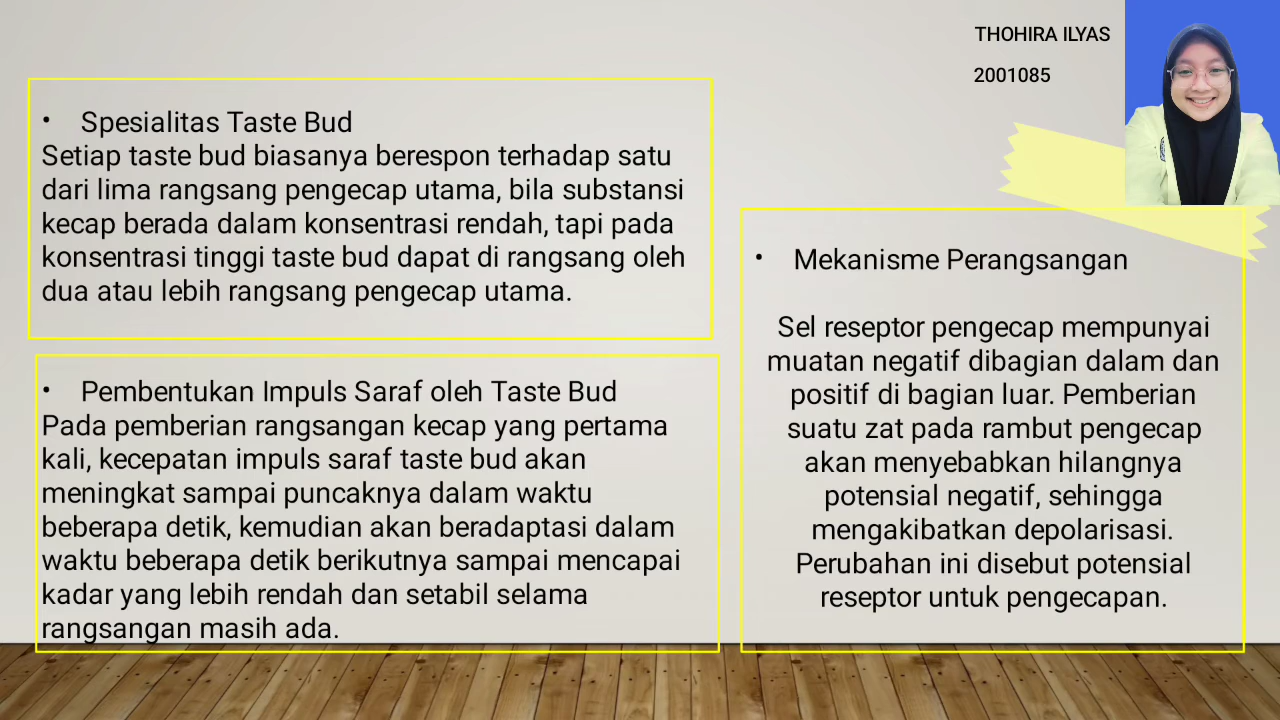 THOHIRA ILYAS
2001085
• Spesialitas Taste Bud
Setiap taste bud biasanya berespon terhadap satu
dari lima rangsang pengecap utama, bila substansi
kecap berada dalam konsentrasi rendah, tapi pada
konsentrasi tinggi taste bud dapat di rangsang oleh
dua atau lebih rangsang pengecap utama.
• Pembentukan Impuls Saraf oleh Taste Bud
Pada pemberian rangsangan kecap yang pertama
kali, kecepatan impuls saraf taste bud akan
meningkat sampai puncaknya dalam waktu
beberapa detik, kemudian akan beradaptasi dalam
waktu beberapa detik berikutnya sampai mencapai
kadar yang lebih rendah dan setabil selama
rangsangan masih ada.
• Mekanisme Perangsangan
Sel reseptor pengecap mempunyai
muatan negatif dibagian dalam dan
positif di bagian luar. Pemberian
suatu zat pada rambut pengecap
akan menyebabkan hilangnya
potensial negatif, sehingga
mengakibatkan depolarisasi.
Perubahan ini disebut potensial
reseptor untuk pengecapan.